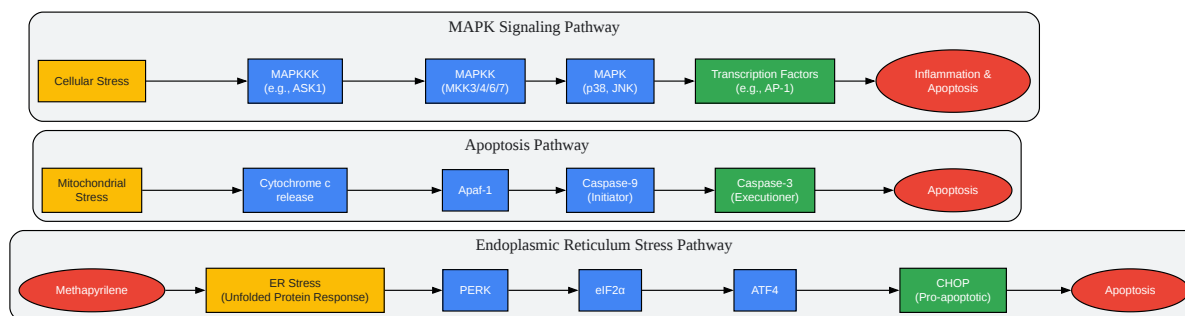 MAPK Signaling Pathway
Cellular Stress
MAPKKK
(e.g., ASK1)
MAPKK
(MKK3/4/6/7)
MAPK
(p38, JNK)
Transcription Factors
(e.g., AP-1)
Inflammation &
Apoptosis
Apoptosis Pathway
Mitochondrial
Stress
Cytochrome c
release
Apaf-1
Caspase-9
(Initiator)
Caspase-3
(Executioner)
Apoptosis
Endoplasmic Reticulum Stress Pathway
Methapyrilene
ER Stress
(Unfolded Protein Response)
PERK
eIF2α
ATF4
CHOP
(Pro-apoptotic)
Apoptosis